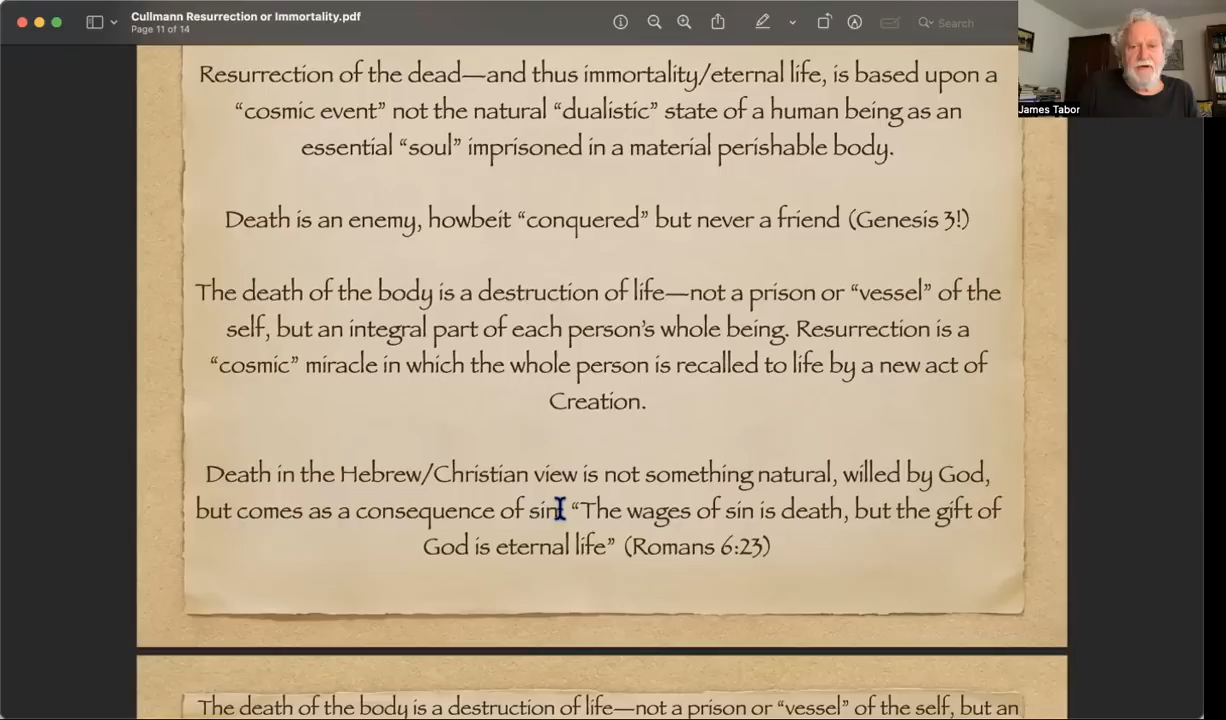 Cullmann Resurrection or Immortality.pdf
Page 11 of 14
Search
James Tabor
Resurrection of the dead—and thus immortality/eternal life, is based upon a
“cosmic event” not the natural “dualistic” state of a human being as an
essential “soul” imprisoned in a material perishable body.
Death is an enemy, howbeit “conquered” but never a friend (Genesis 3!)
The death of the body is a destruction of life—not a prison or “vessel” of the
self, but an integral part of each person’s whole being. Resurrection is a
“cosmic” miracle in which the whole person is recalled to life by a new act of
Creation.
Death in the Hebrew/Christian view is not something natural, willed by God,
but comes as a consequence of sin “The wages of sin is death, but the gift of
God is eternal life” (Romans 6:23)
The death of the body is a destruction of life—not a prison or “vessel” of the self, but an